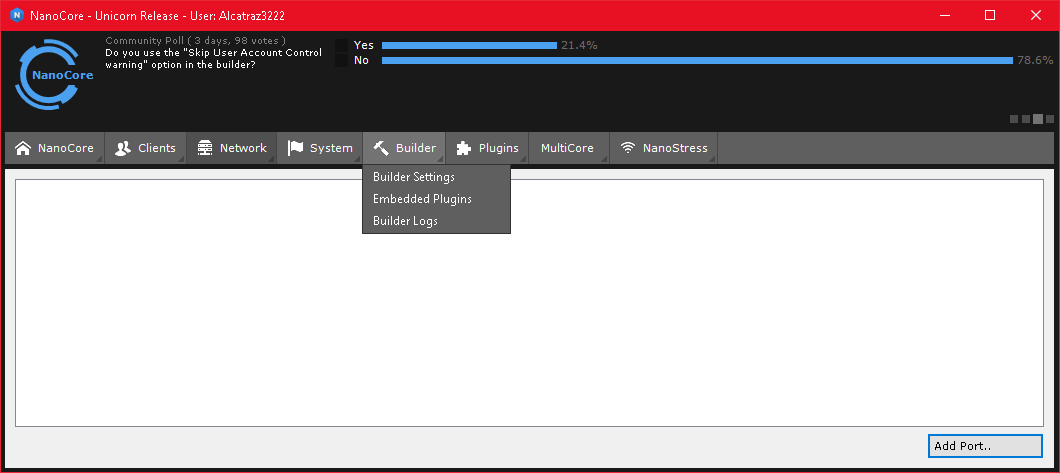 NanoCore - Unicorn Release - User: Alcatraz3222
NanoCore
Community Poll ( 3 days, 98 votes )
Do you use the "Skip User Account Control
warning" option in the builder?
Yes 21.4%
No 78.6%
NanoCore Clients Network System Builder Plugins MultiCore NanoStress
Builder Settings
Embedded Plugins
Builder Logs
Add Port..